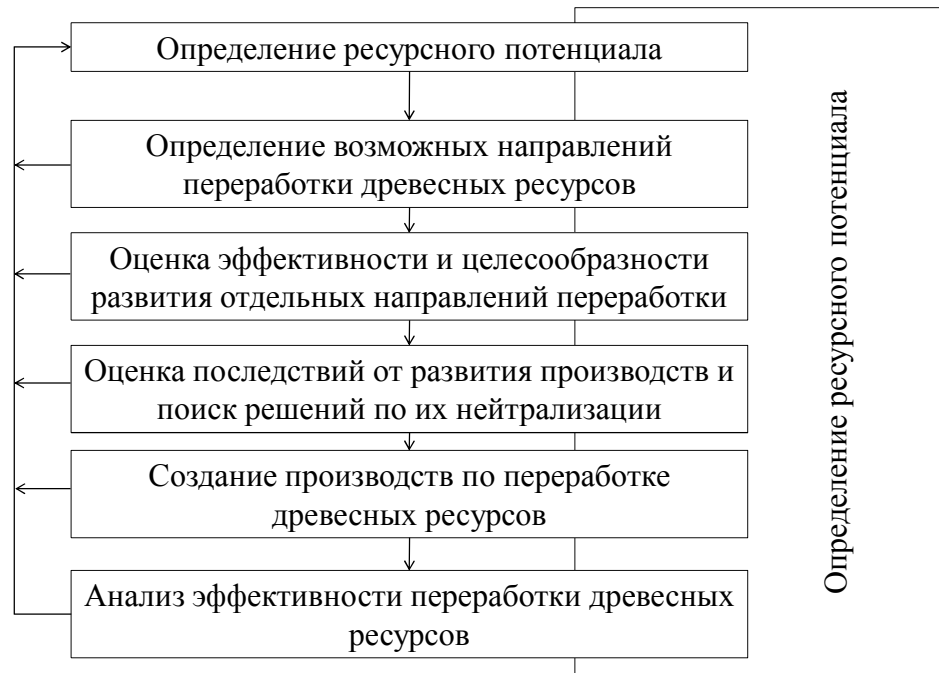 Определение ресурсного потенциала
Определение возможных направлений
переработки древесных ресурсов
Оценка эффективности и целесообразности
развития отдельных направлений переработки
Оценка последствий от развития производств и
поиск решений по их нейтрализации
Создание производств по переработке
древесных ресурсов
Анализ эффективности переработки древесных
ресурсов
Определение ресурсного потенциала